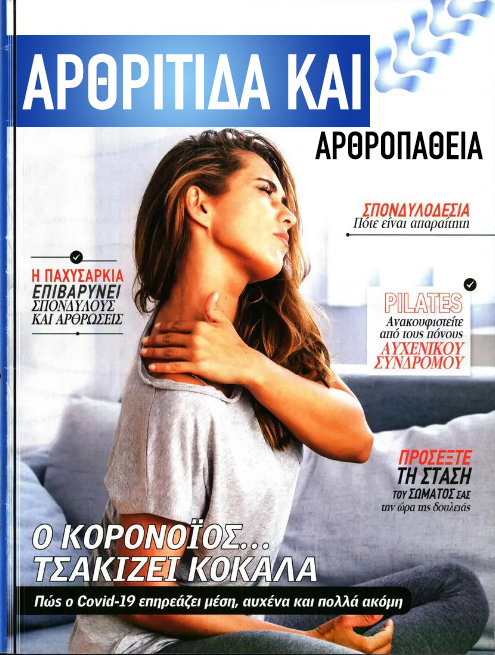 ΑΡΘΡΙΤΙΔΑ ΚΑΙ
ΑΡΘΡΟΠΑΘΕΙΑ
ΣΠΟΝΔΥΛΟΔΕΣΙΑ
Πότε είναι απαραίτητη
Η ΠΑΧΥΣΑΡΚΙΑ
ΕΠΙΒΑΡΥΝΕΙ
ΣΠΟΝΔΥΛΟΥΣ
ΚΑΙ ΑΡΘΡΩΣΕΙΣ
PILATES
Ανακουφιστείτε
από τους πόνους
ΑΥΧΕΝΙΚΟΥ
ΣΥΝΔΡΟΜΟΥ
ΠΡΟΣΕΞΤΕ
ΤΗ ΣΤΑΣΗ
ΤΟΥ ΣΩΜΑΤΟΣ ΣΑΣ
την ώρα της δουλειάς
Ο ΚΟΡΟΝΟΪΟΣ...
ΤΣΑΚΙΖΕΙ ΚΟΚΑΛΑ
Πώς ο Covid-19 επηρεάζει μέση, αυχένα και πολλά ακόμη